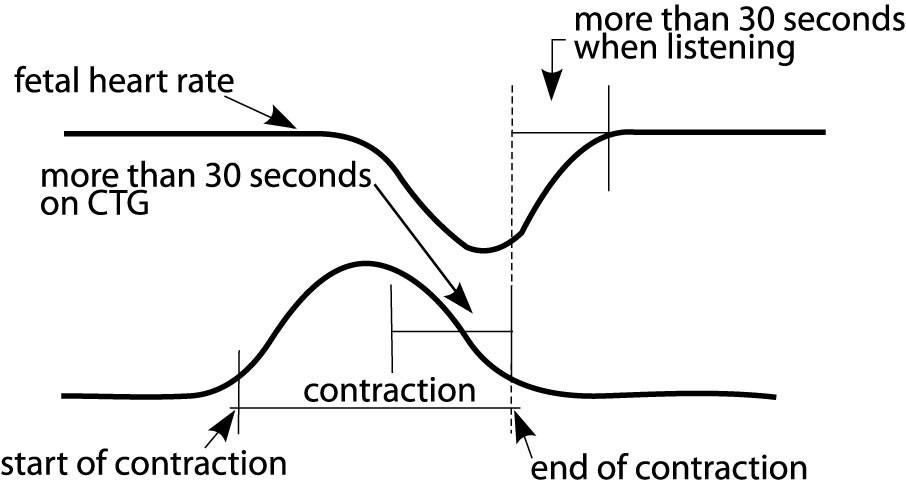 more than 30 seconds
when listening
fetal heart rate
more than 30 seconds
on CTG
contraction
start of contraction
end of contraction